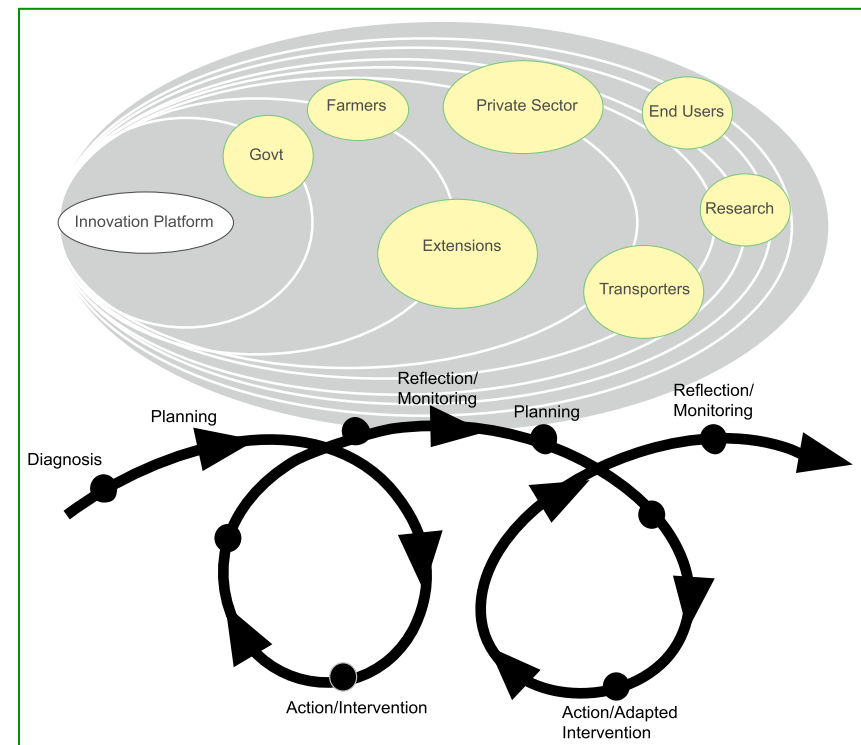 Farmers
Private Sector
End Users
Govt
Research
Innovation Platform
Extensions
Transporters
Reflection/
Monitoring
Planning
Planning
Reflection/
Monitoring
Diagnosis
Action/Intervention
Action/Adapted
Intervention